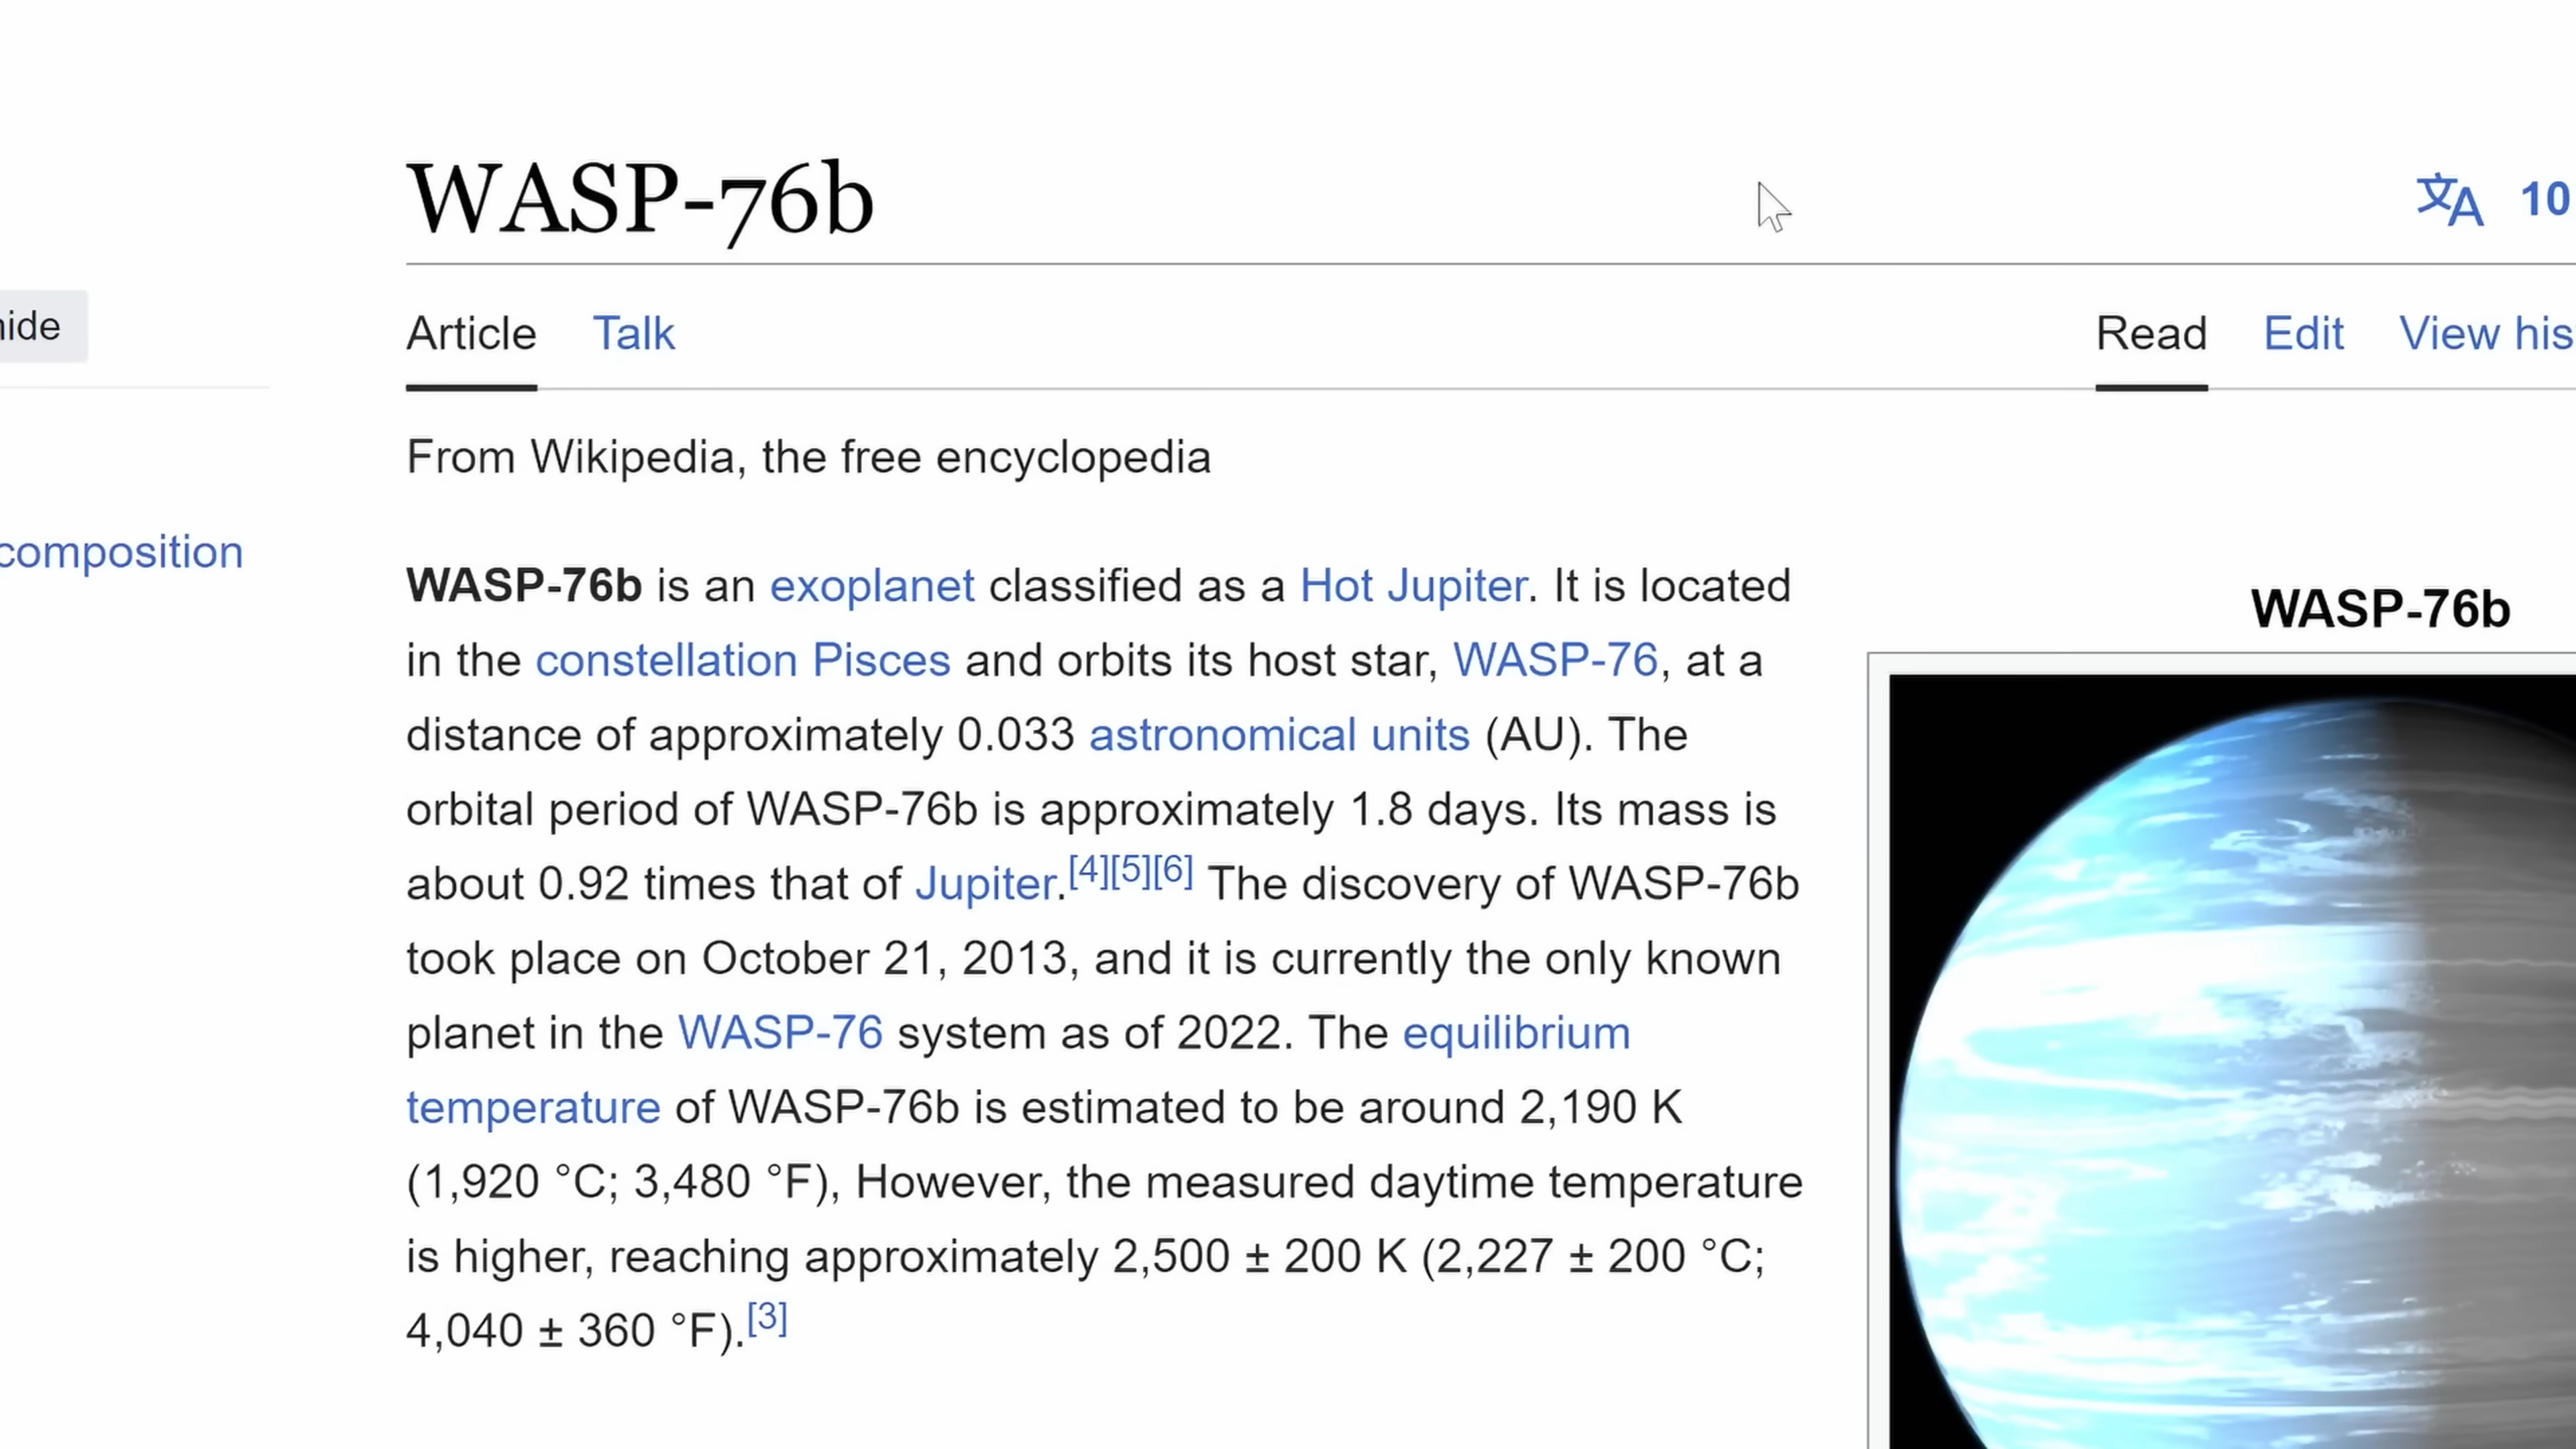 WASP-76b
文A 10
hide
Article Talk
Read Edit View his
From Wikipedia, the free encyclopedia
composition
WASP-76b is an exoplanet classified as a Hot Jupiter. It is located
in the constellation Pisces and orbits its host star, WASP-76, at a
distance of approximately 0.033 astronomical units (AU). The
orbital period of WASP-76b is approximately 1.8 days. Its mass is
about 0.92 times that of Jupiter.[4][5][6] The discovery of WASP-76b
took place on October 21, 2013, and it is currently the only known
planet in the WASP-76 system as of 2022. The equilibrium
temperature of WASP-76b is estimated to be around 2,190 K
(1,920 °C; 3,480 °F), However, the measured daytime temperature
is higher, reaching approximately 2,500 ± 200 K (2,227 ± 200 °C;
4,040 ± 360 °F).[3]
WASP-76b